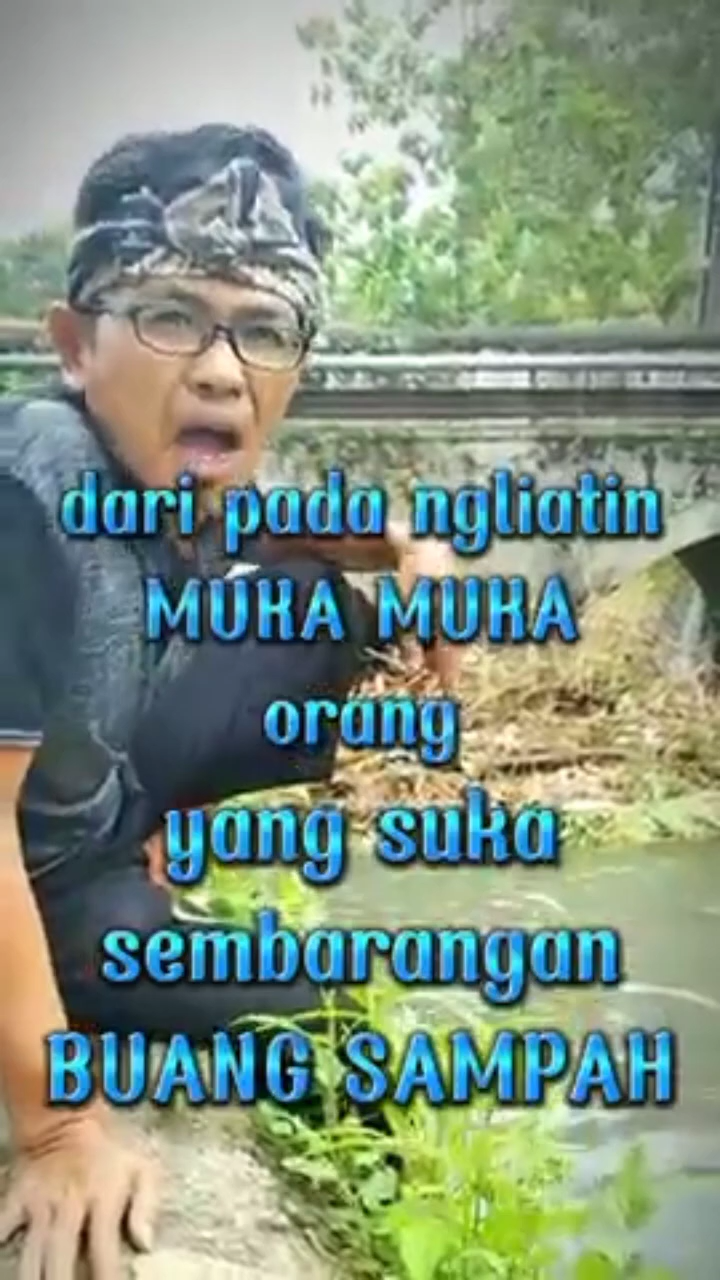 dari pada ngliatin
MUKA MUKA
orang
yang suka
sembarangan
BUANG SAMPAH